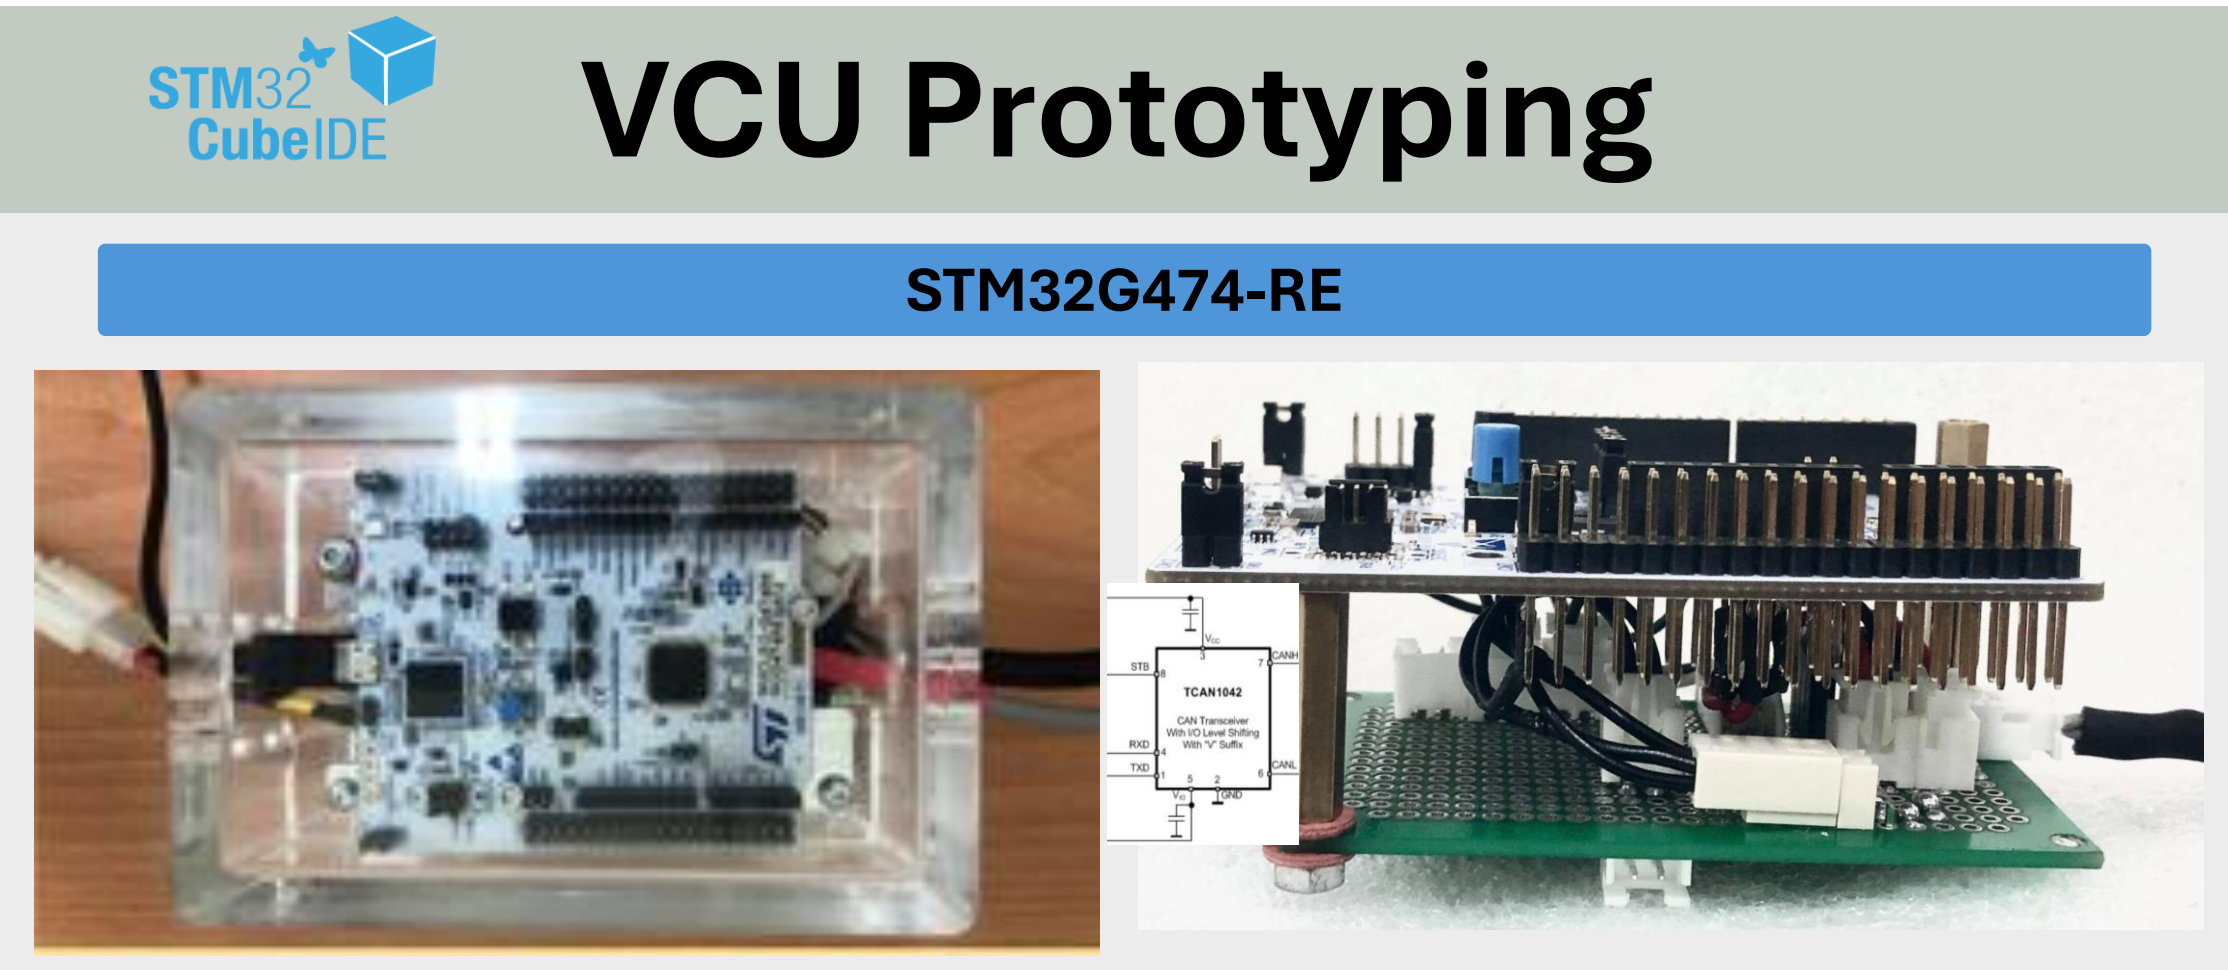 STM32
CubeIDE
VCU Prototyping
STM32G474-RE
VCC
3
STB
8
7
CANH
TCAN1042
CAN Transceiver
With I/O Level Shifting
With "V" Suffix
RXD
4
TXD
1
5
2
6
CANL
VIO
GND